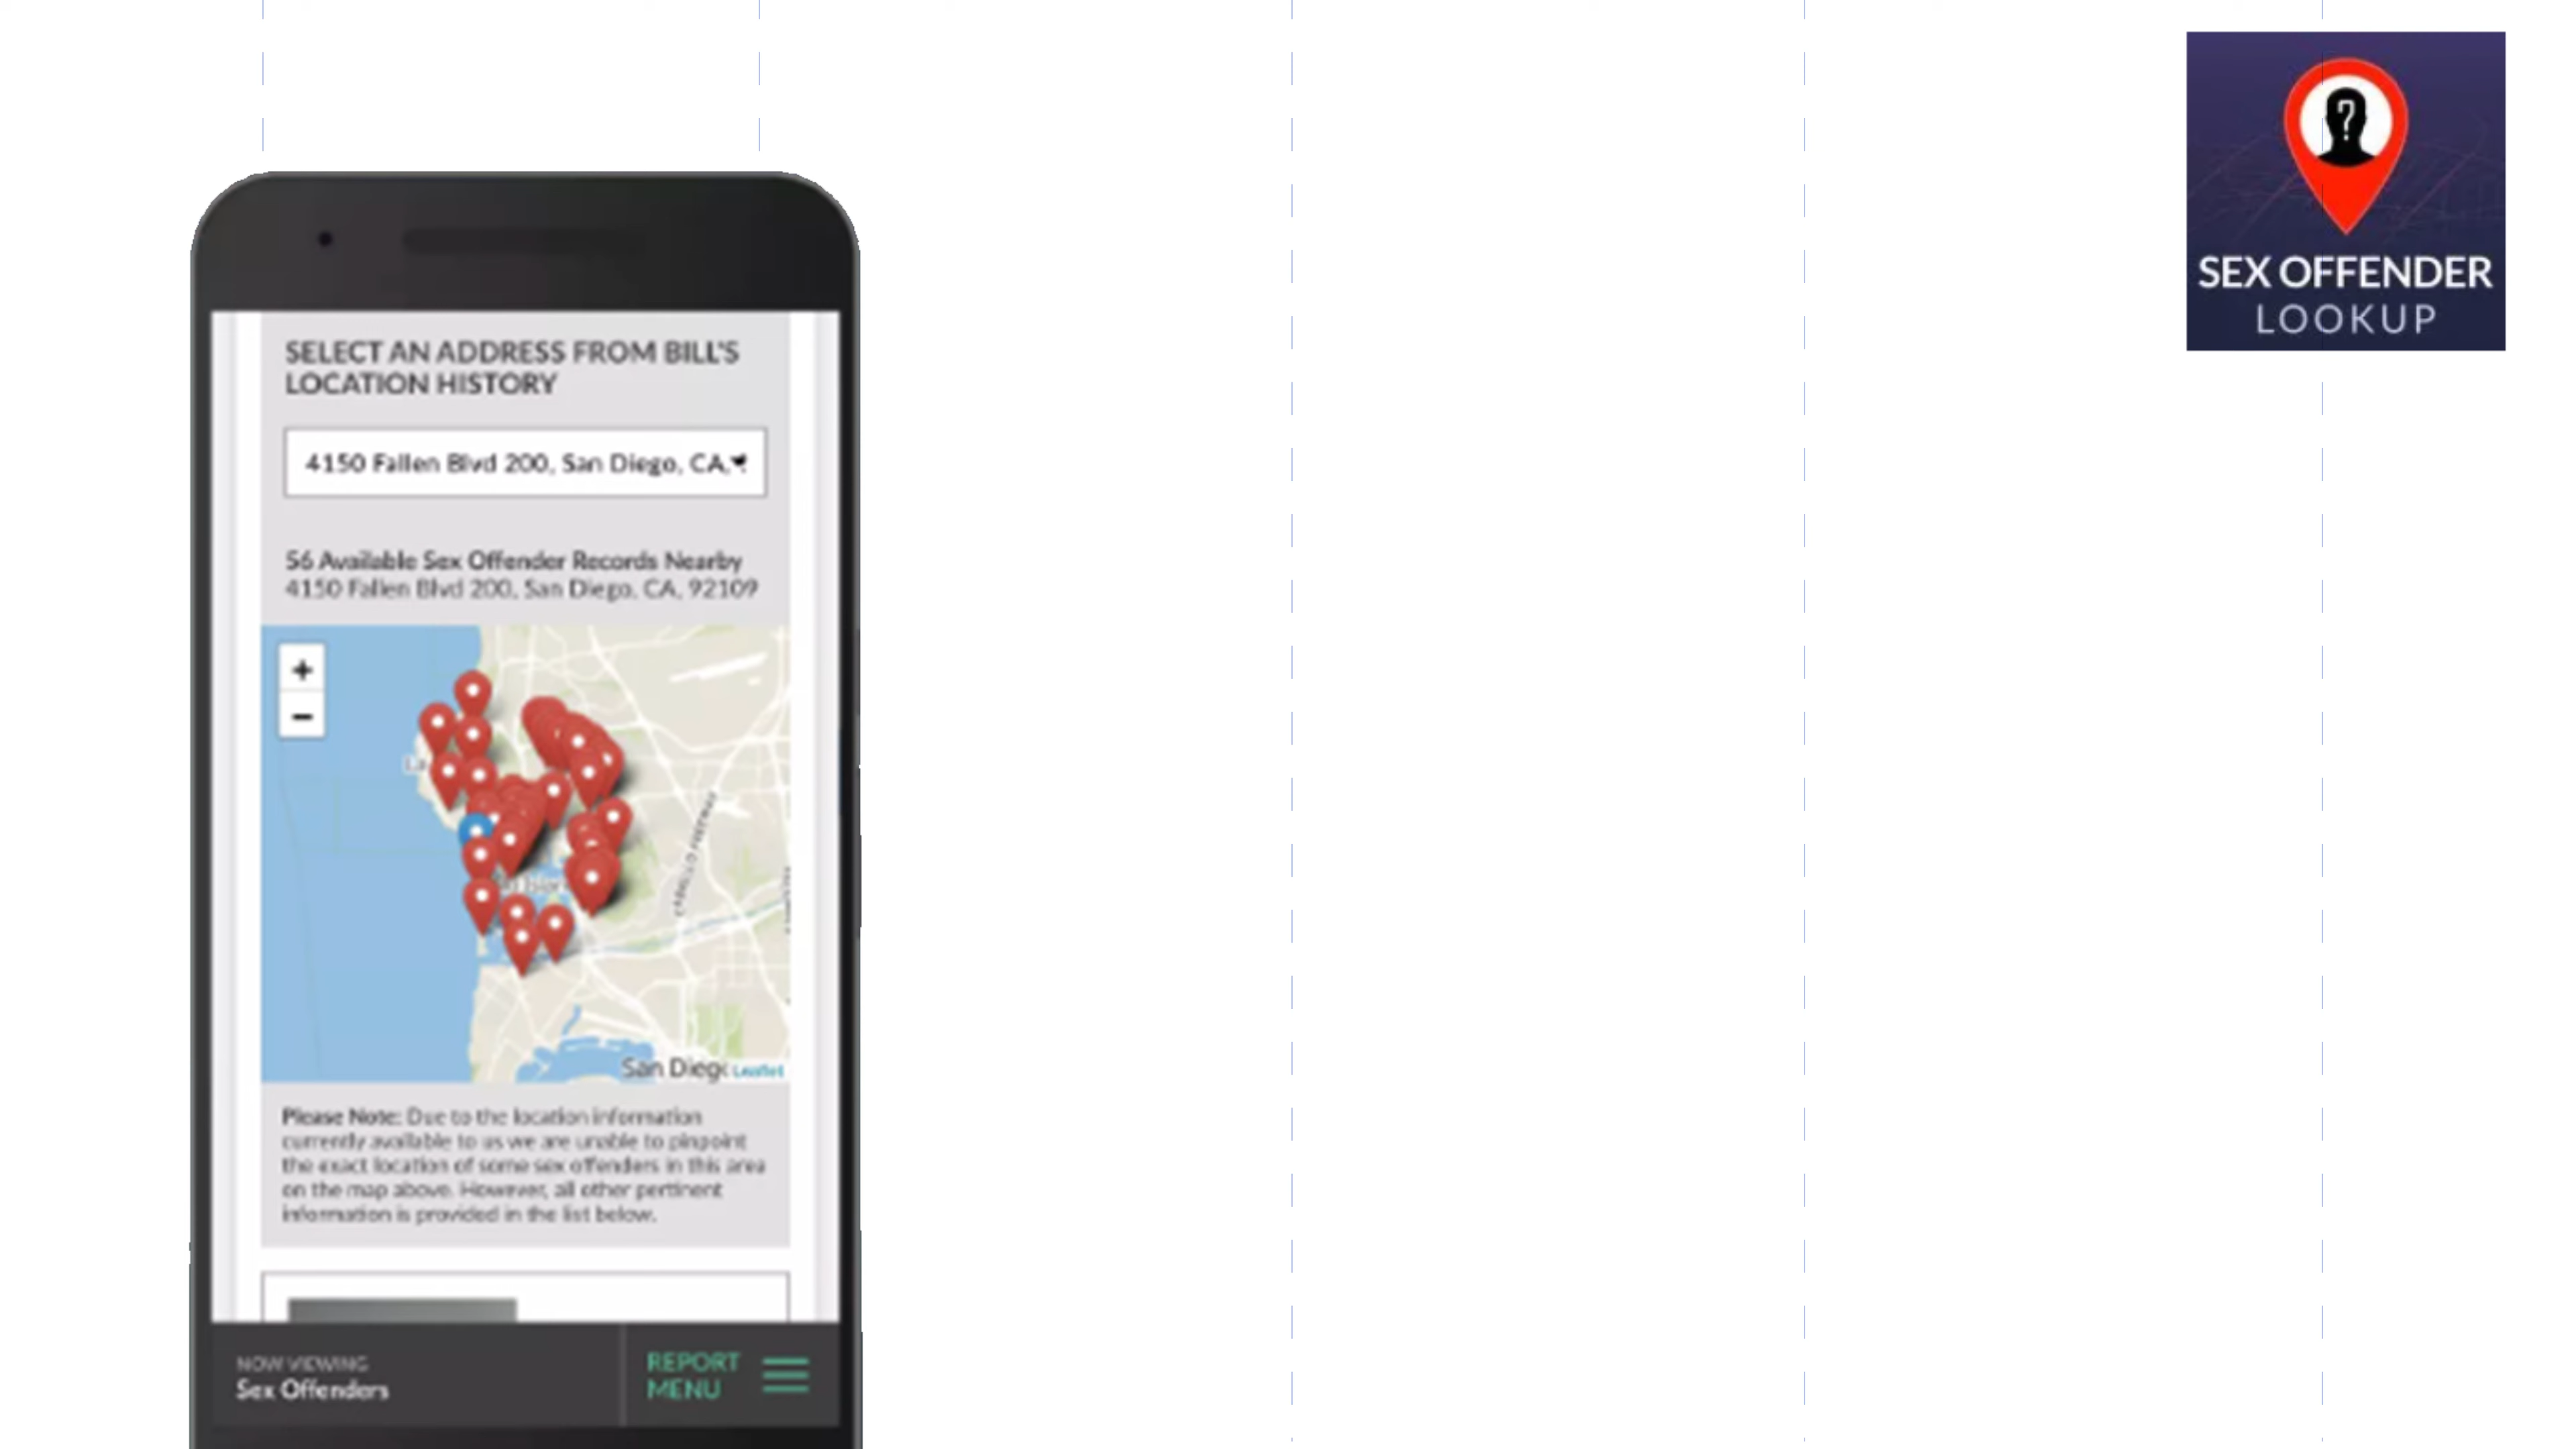 SELECT AN ADDRESS FROM BILL'S
LOCATION HISTORY
4150 Fallen Blvd 200, San Diego, CA,
56 Available Sex Offender Records Nearby
4150 Fallen Blvd 200, San Diego, CA, 92109
+
−
La
CABRILLO FREEWAY
San Dieg
Leaflet
Please Note: Due to the location information
currently available to us we are unable to pinpoint
the exact location of some sex offenders in this area
on the map above. However, all other pertinent
information is provided in the list below.
NOW VIEWING
Sex Offenders
REPORT
MENU
?
SEX OFFENDER
LOOKUP